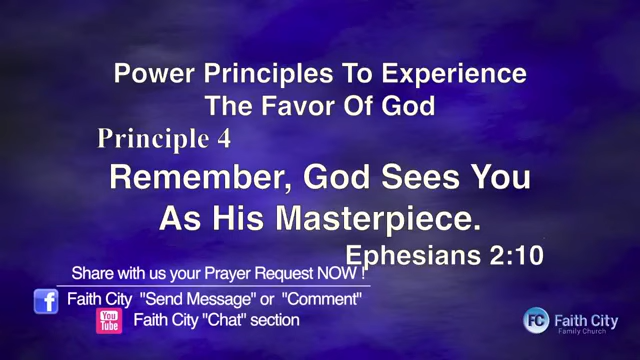 Power Principles To Experience
The Favor Of God
Principle 4
Remember, God Sees You
As His Masterpiece.
Ephesians 2:10
Share with us your Prayer Request NOW !
Faith City "Send Message" or "Comment"
You Tube Faith City "Chat" section
FC Faith City
Family Church